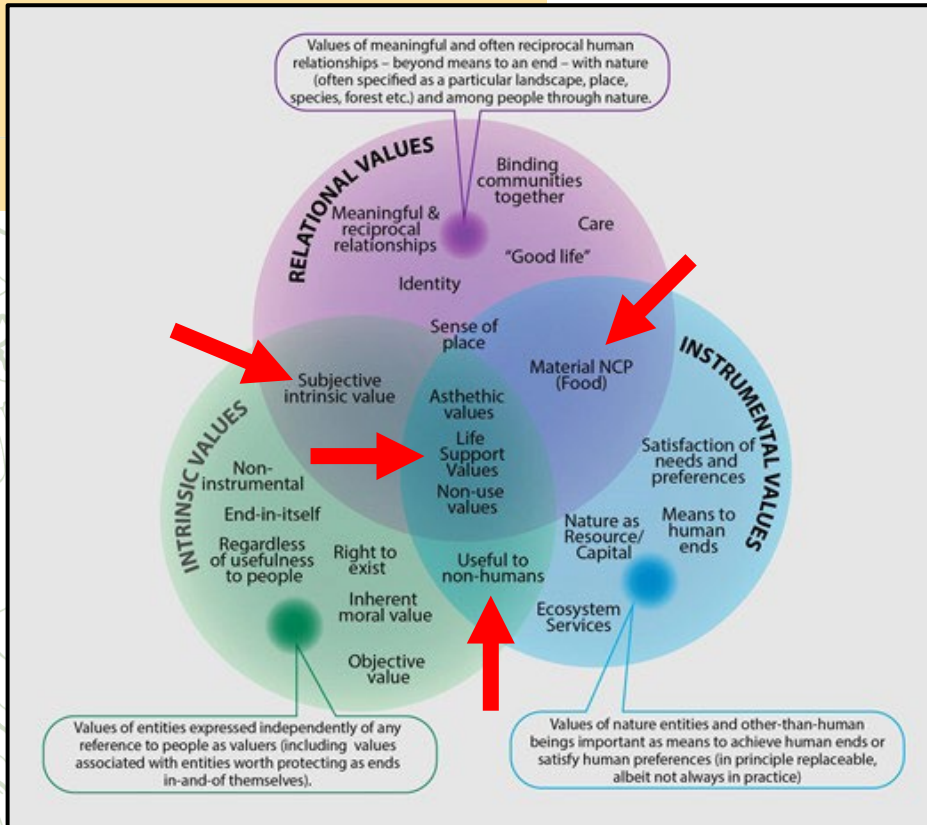 Values of meaningful and often reciprocal human
relationships – beyond means to an end – with nature
(often specified as a particular landscape, place,
species, forest etc.) and among people through nature.
RELATIONAL VALUES
Binding
communities
together
Meaningful &
reciprocal
relationships
Care
"Good life"
Identity
Sense of
place
Material NCP
(Food)
INSTRUMENTAL VALUES
Subjective
intrinsic value
Asthethic
values
Life
Support
Values
Non-use
values
Satisfaction of
needs and
preferences
INTRINSIC VALUES
Non-
instrumental
End-in-itself
Regardless
of usefulness
to people
Right to
exist
Inherent
moral value
Objective
value
Useful to
non-humans
Nature as
Resource/
Capital
Means to
human
ends
Ecosystem
Services
Values of entities expressed independently of any
reference to people as valuers (including values
associated with entities worth protecting as ends
in-and-of themselves).
Values of nature entities and other-than-human
beings important as means to achieve human ends or
satisfy human preferences (in principle replaceable,
albeit not always in practice)